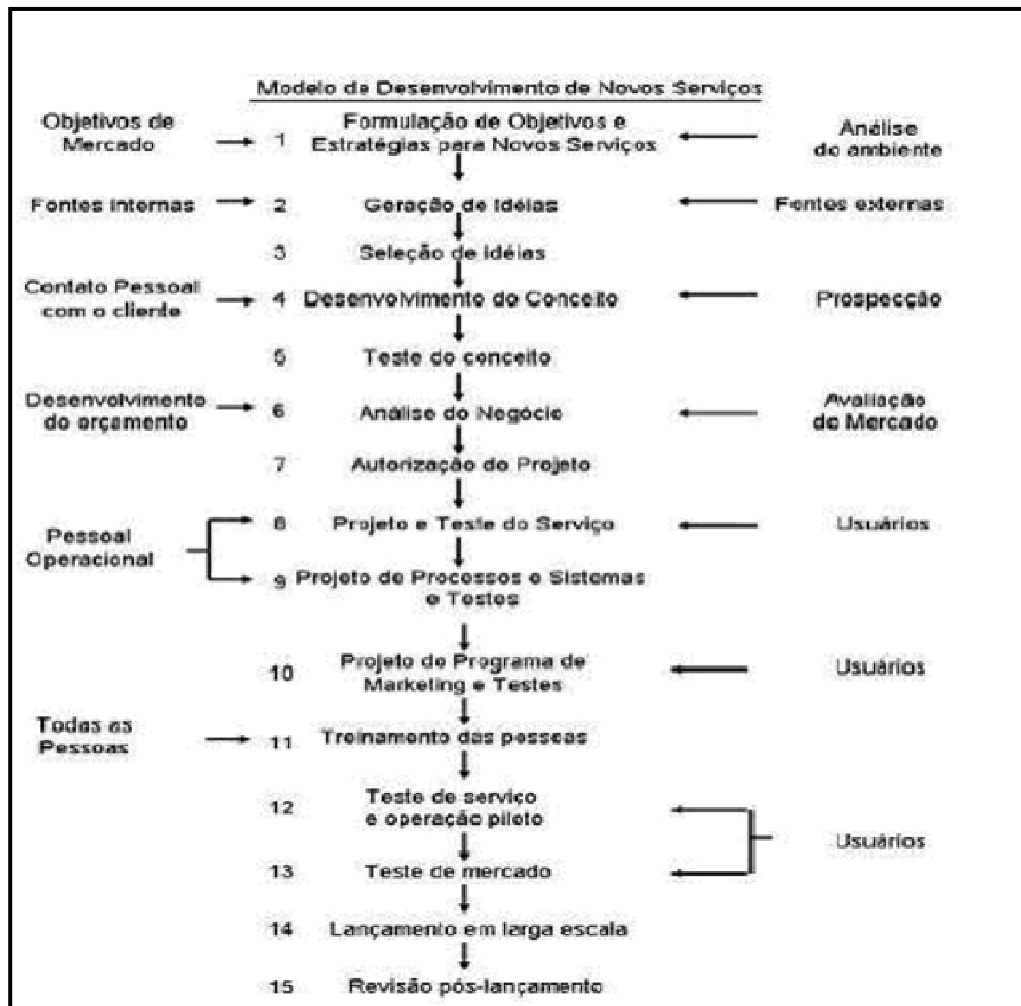 Modelo de Desenvolvimento de Novos Serviços
Objetivos de
Mercado
1
Formulação de Objetivos e
Estratégias para Novos Serviços
Análise
do ambiente
Fontes Internas
2
Geração de Idéias
Fontes externas
3
Seleção de Idéias
Contato Pessoal
com o cliente
4
Desenvolvimento do Conceito
Prospecção
5
Teste do conceito
Desenvolvimento
do orçamento
6
Análise do Negócio
Avaliação
de Mercado
7
Autorização do Projeto
Pessoal
Operacional
8
Projeto e Teste do Serviço
Usuários
9
Projeto de Processos e Sistemas
e Testes
10
Projeto do Programa de
Marketing e Testes
Usuários
Todas as
Pessoas
11
Treinamento das pessoas
12
Teste de serviço
e operação piloto
Usuários
13
Teste de mercado
14
Lançamento em larga escala
15
Revisão pós-lançamento